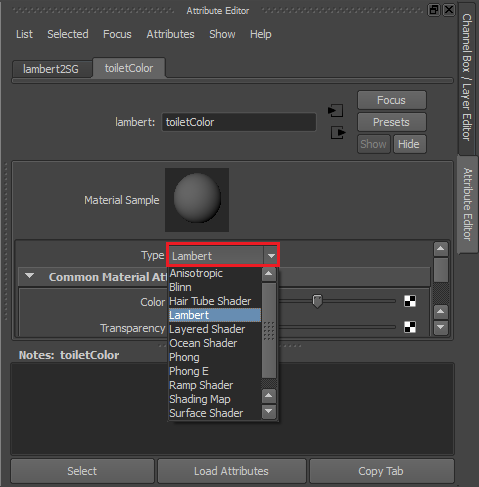 Attribute Editor
List Selected Focus Attributes Show Help
lambert2SG toiletColor
Focus
lambert: toiletColor
Presets
Show Hide
Material Sample
Type Lambert
Common Material Att
Anisotropic
Blinn
Color
Hair Tube Shader
Lambert
Transparency
Layered Shader
Ocean Shader
Phong
Phong E
Ramp Shader
Shading Map
Surface Shader
Notes: toiletColor
Select Load Attributes Copy Tab
Channel Box / Layer Editor
Attribute Editor